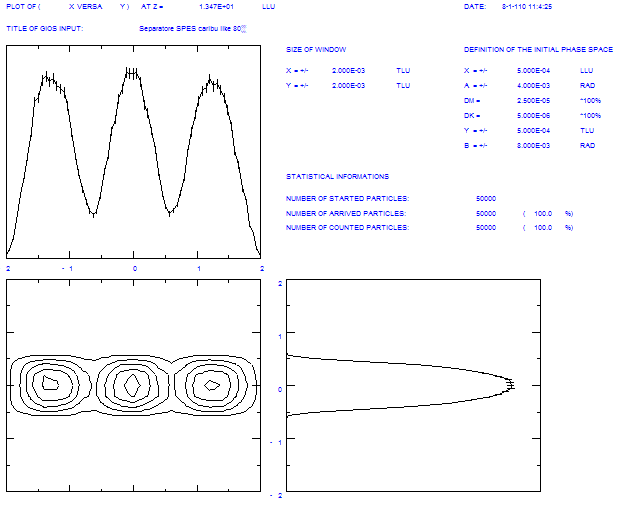 PLOT OF ( X VERSA Y ) AT Z = 1.347E+01 LLU DATE: 8-1-110 11:4:25
TITLE OF GIOS INPUT: Separatore SPES caribu like 80
SIZE OF WINDOW
X = +/- 2.000E-03 TLU
Y = +/- 2.000E-03 TLU
DEFINITION OF THE INITIAL PHASE SPACE
X = +/- 5.000E-04 LLU
A = +/- 4.000E-03 RAD
DM = 2.500E-05 *100%
DK = 5.000E-06 *100%
Y = +/- 5.000E-04 TLU
B = +/- 8.000E-03 RAD
STATISTICAL INFORMATIONS
NUMBER OF STARTED PARTICLES: 50000
NUMBER OF ARRIVED PARTICLES: 50000 ( 100.0 %)
NUMBER OF COUNTED PARTICLES: 50000 ( 100.0 %)
2 - 1 0 1 2
2
1
0
- 1
- 2